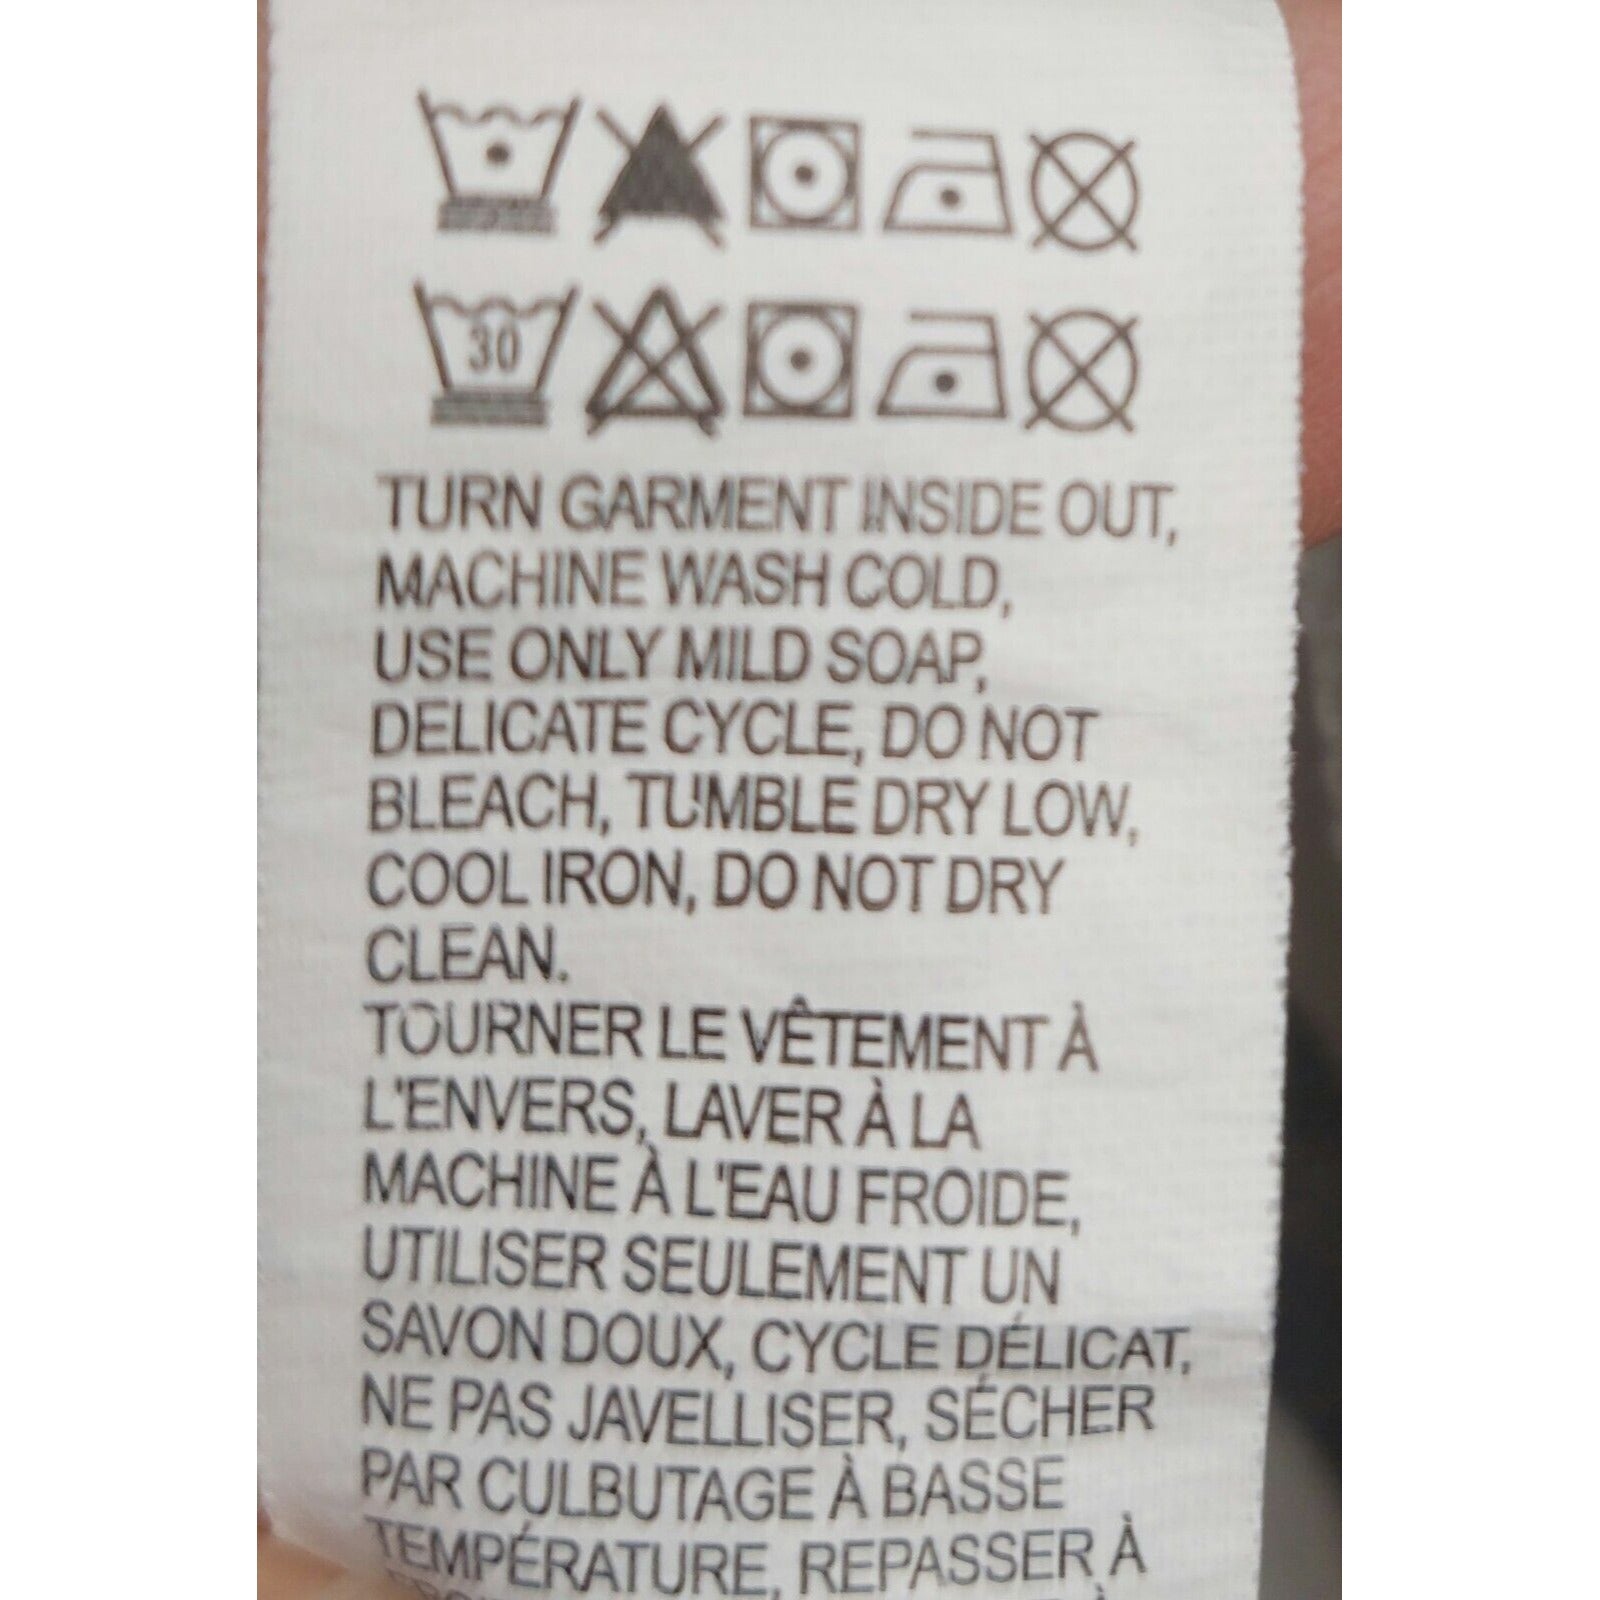 30
TURN GARMENT INSIDE OUT,
MACHINE WASH COLD,
USE ONLY MILD SOAP,
DELICATE CYCLE, DO NOT
BLEACH, TUMBLE DRY LOW,
COOL IRON, DO NOT DRY
CLEAN.
TOURNER LE VÊTEMENT À
L'ENVERS, LAVER À LA
MACHINE À L'EAU FROIDE,
UTILISER SEULEMENT UN
SAVON DOUX, CYCLE DÉLICAT,
NE PAS JAVELLISER, SÉCHER
PAR CULBUTAGE À BASSE
TEMPÉRATURE, REPASSER À